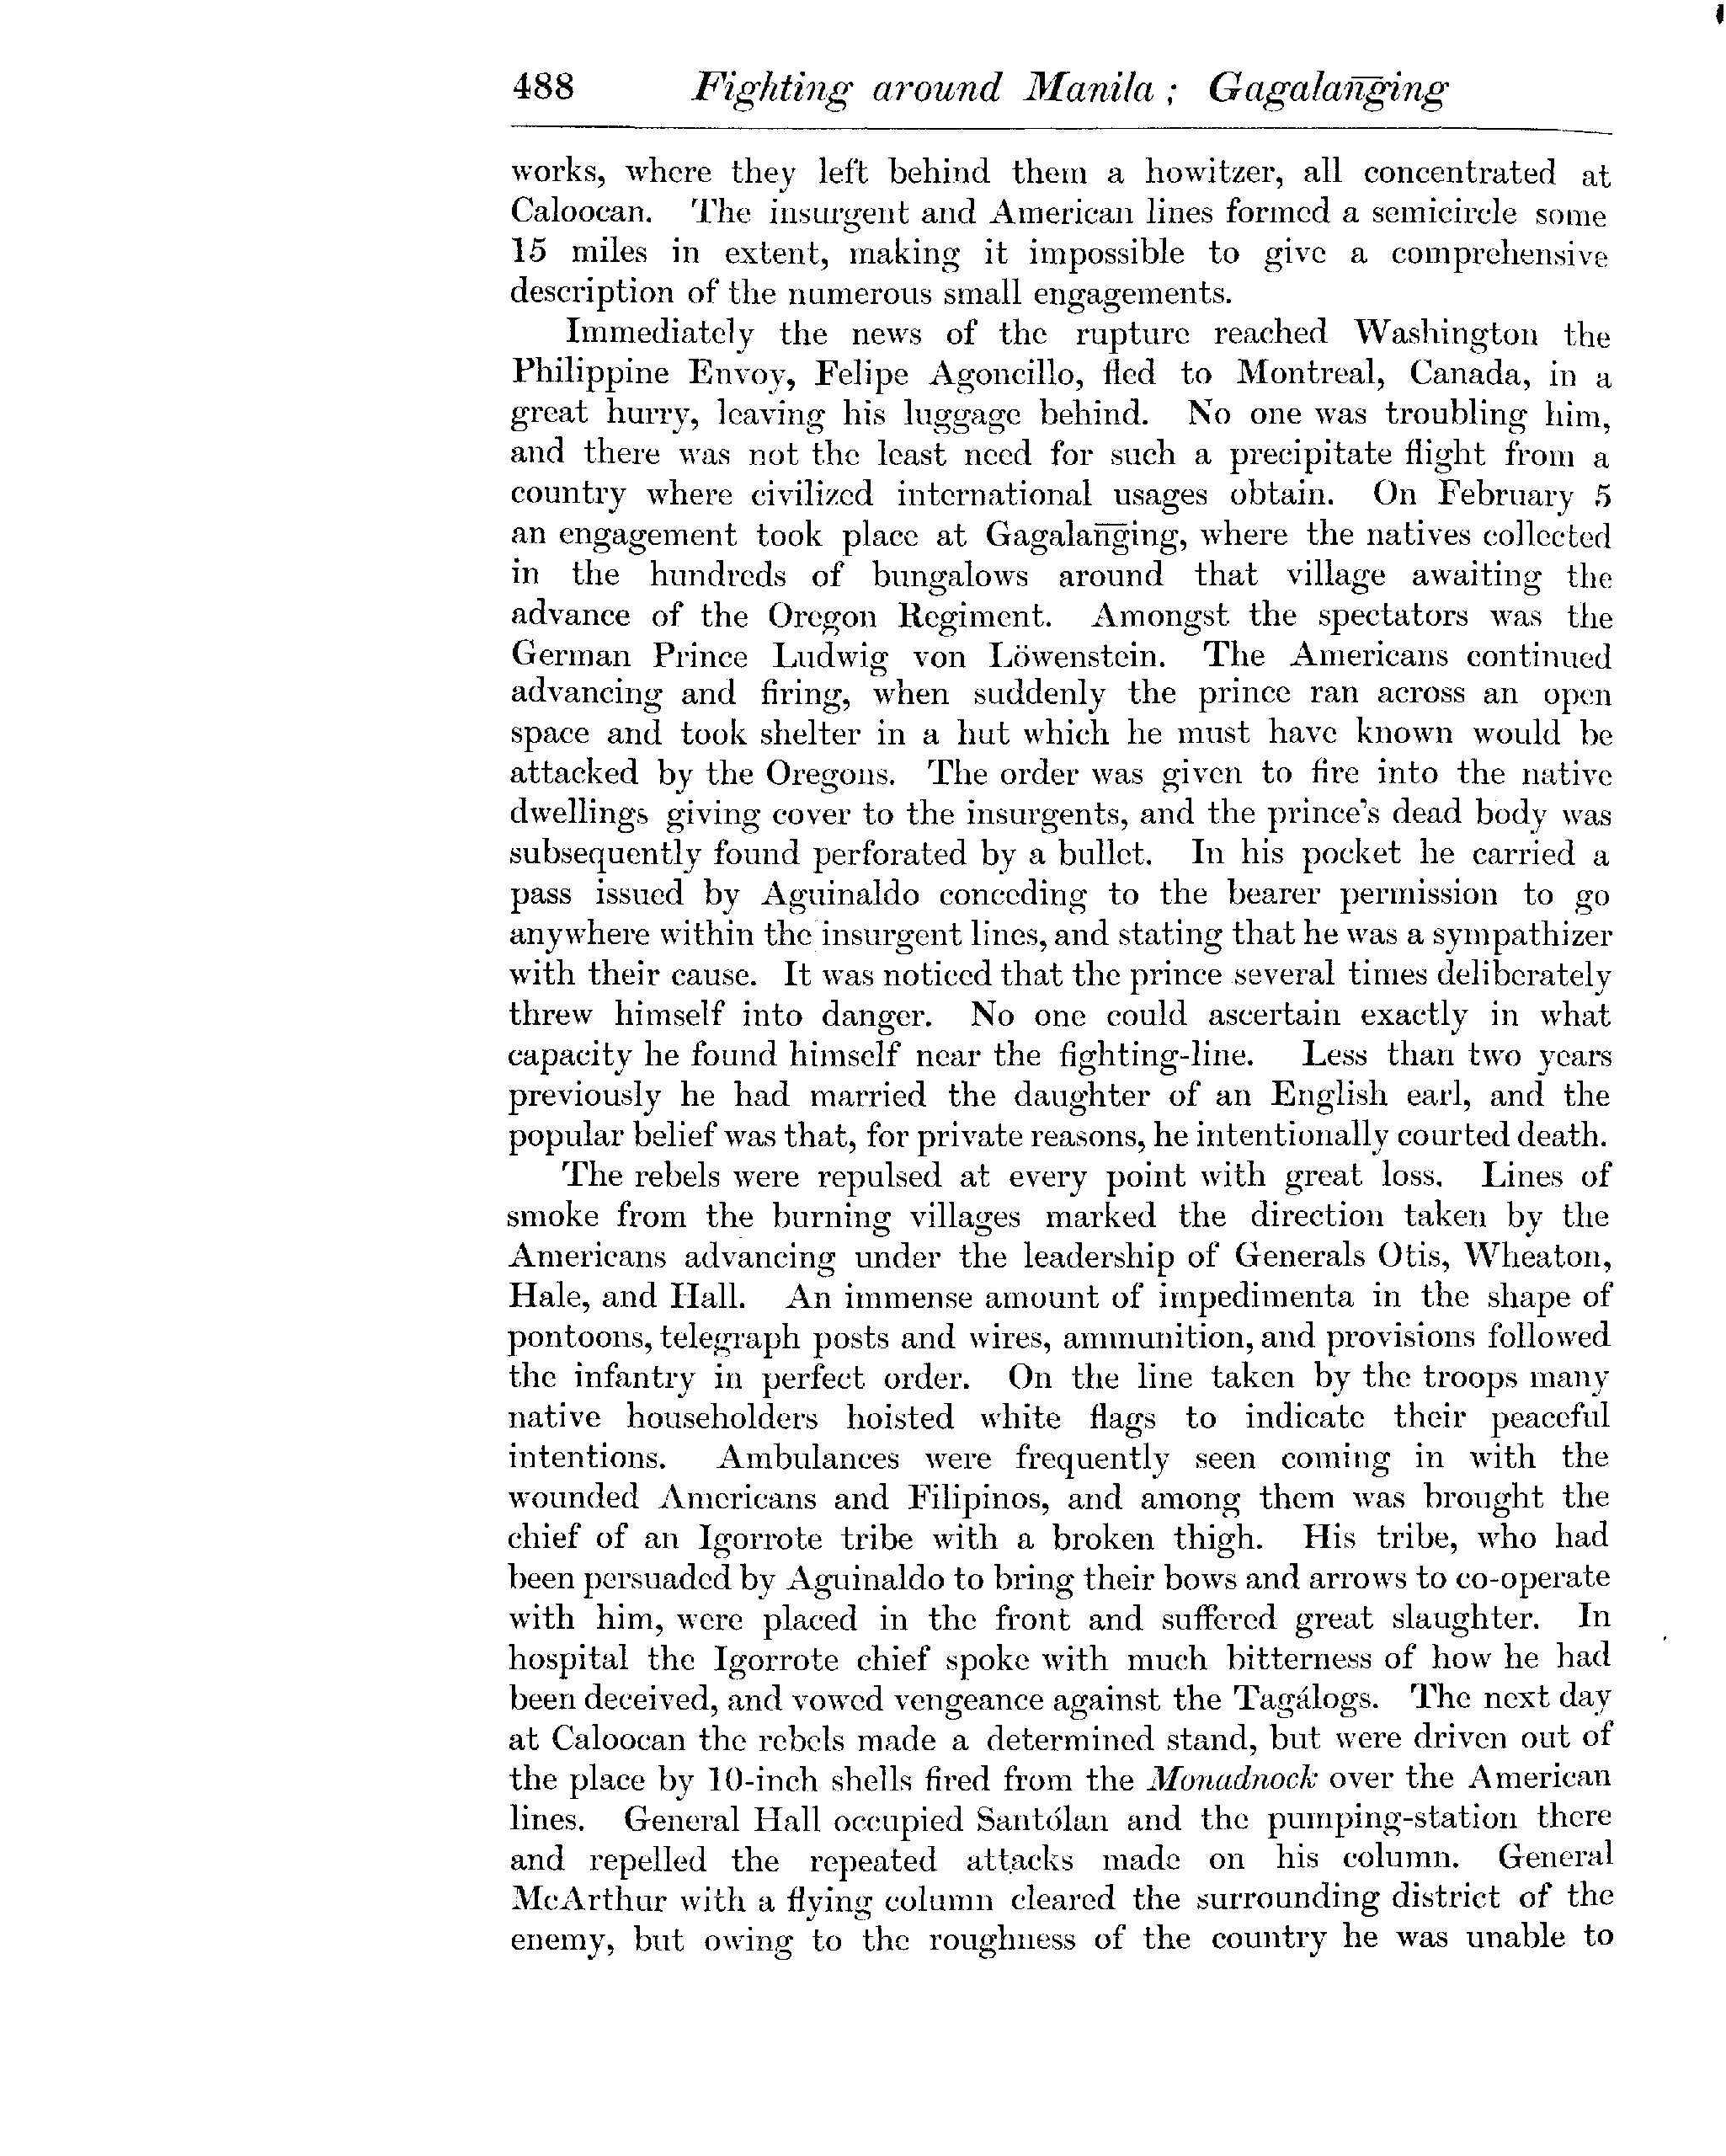 488 Fighting around Manila ; Gagalañg̃ing
works, where they left behind them a howitzer, all concentrated at
Caloocan. The insurgent and American lines formed a semicircle some
15 miles in extent, making it impossible to give a comprehensive
description of the numerous small engagements.
Immediately the news of the rupture reached Washington the
Philippine Envoy, Felipe Agoncillo, fled to Montreal, Canada, in a
great hurry, leaving his luggage behind. No one was troubling him,
and there was not the least need for such a precipitate flight from a
country where civilized international usages obtain. On February 5
an engagement took place at Gagalañg̃ing, where the natives collected
in the hundreds of bungalows around that village awaiting the
advance of the Oregon Regiment. Amongst the spectators was the
German Prince Ludwig von Löwenstein. The Americans continued
advancing and firing, when suddenly the prince ran across an open
space and took shelter in a hut which he must have known would be
attacked by the Oregons. The order was given to fire into the native
dwellings giving cover to the insurgents, and the prince's dead body was
subsequently found perforated by a bullet. In his pocket he carried a
pass issued by Aguinaldo conceding to the bearer permission to go
anywhere within the insurgent lines, and stating that he was a sympathizer
with their cause. It was noticed that the prince several times deliberately
threw himself into danger. No one could ascertain exactly in what
capacity he found himself near the fighting-line. Less than two years
previously he had married the daughter of an English earl, and the
popular belief was that, for private reasons, he intentionally courted death.
The rebels were repulsed at every point with great loss. Lines of
smoke from the burning villages marked the direction taken by the
Americans advancing under the leadership of Generals Otis, Wheaton,
Hale, and Hall. An immense amount of impedimenta in the shape of
pontoons, telegraph posts and wires, ammunition, and provisions followed
the infantry in perfect order. On the line taken by the troops many
native householders hoisted white flags to indicate their peaceful
intentions. Ambulances were frequently seen coming in with the
wounded Americans and Filipinos, and among them was brought the
chief of an Igorrote tribe with a broken thigh. His tribe, who had
been persuaded by Aguinaldo to bring their bows and arrows to co-operate
with him, were placed in the front and suffered great slaughter. In
hospital the Igorrote chief spoke with much bitterness of how he had
been deceived, and vowed vengeance against the Tagálogs. The next day
at Caloocan the rebels made a determined stand, but were driven out of
the place by 10-inch shells fired from the Monadnock over the American
lines. General Hall occupied Santólan and the pumping-station there
and repelled the repeated attacks made on his column. General
McArthur with a flying column cleared the surrounding district of the
enemy, but owing to the roughness of the country he was unable to